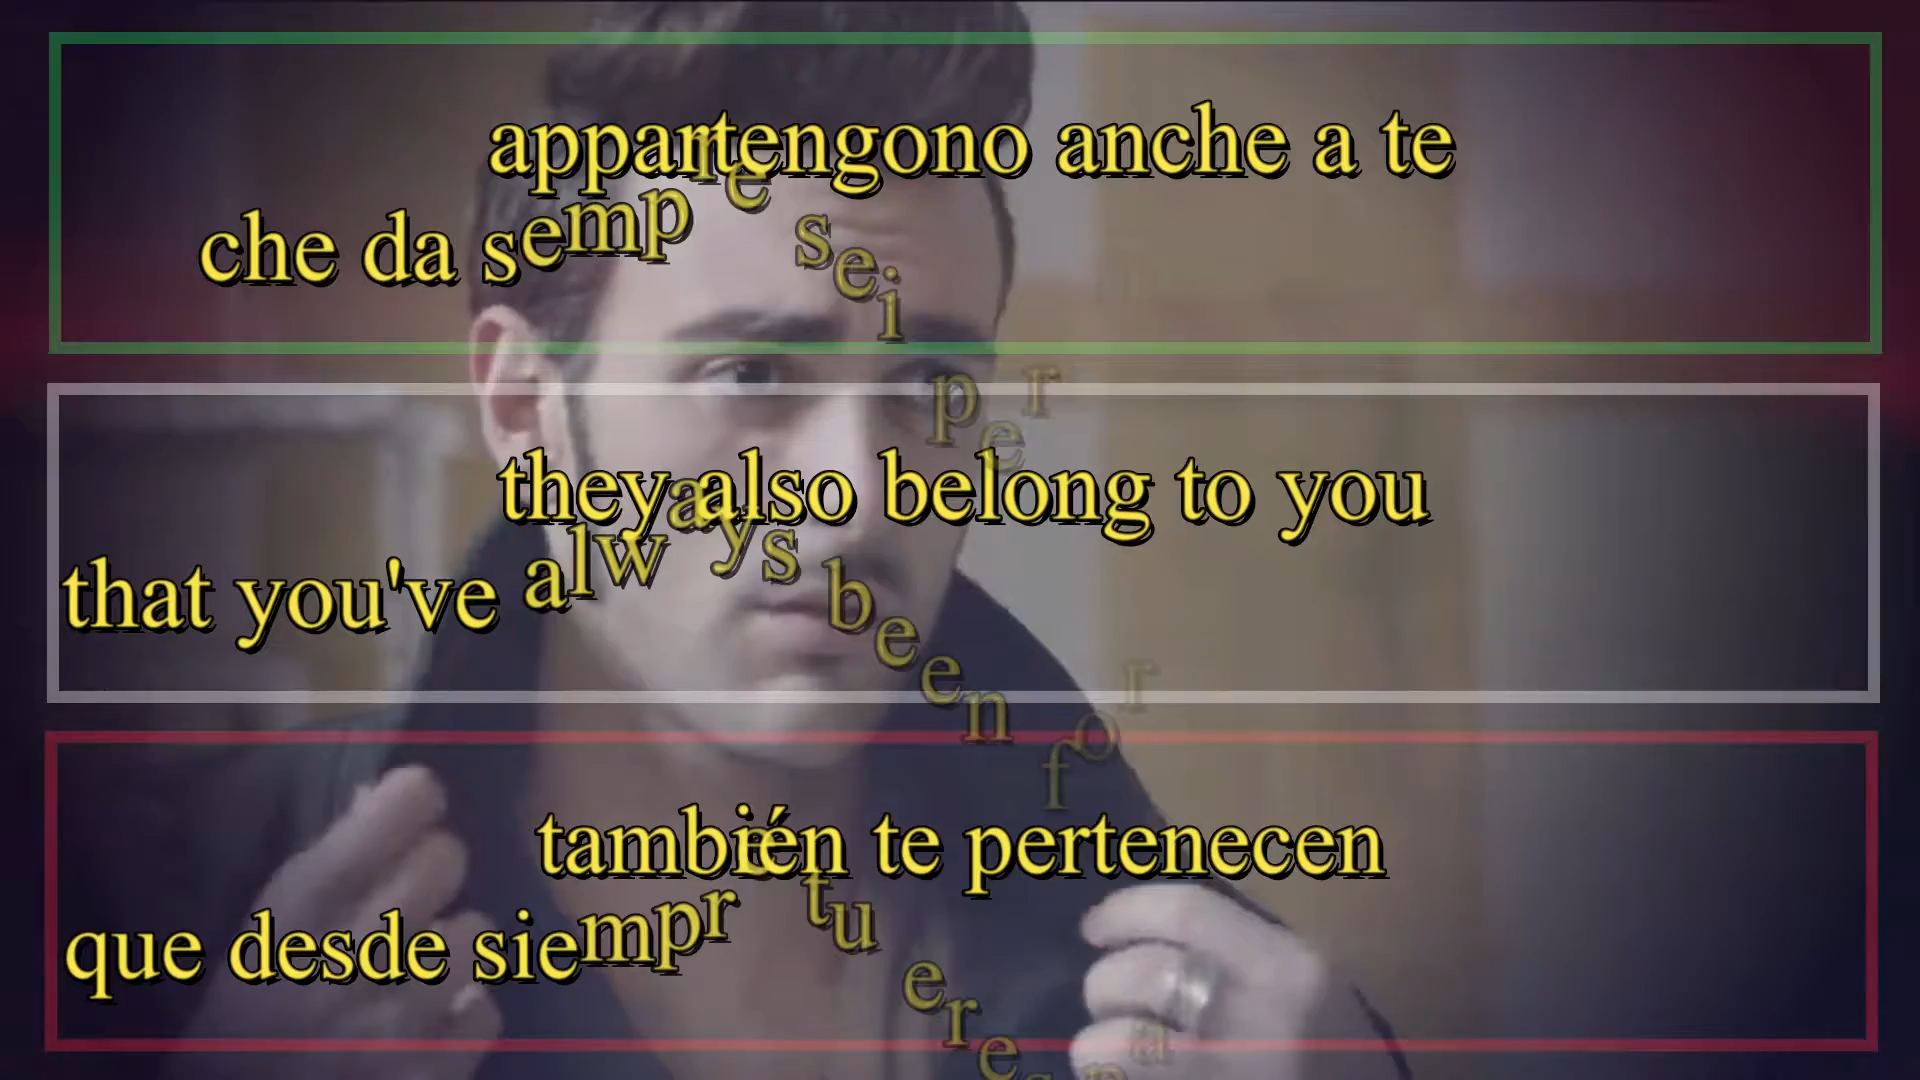 appartengono anche a te
che da sempre sei per
they also belong to you
that you've always been for
también te pertenecen
que desde siempre tu eres pa